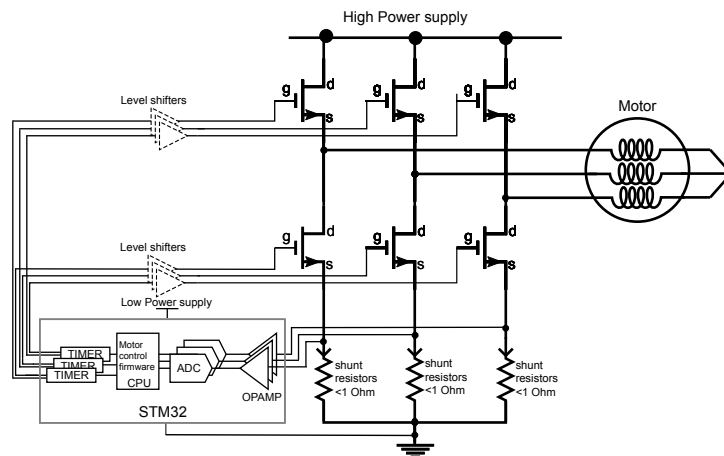 High Power supply
Level shifters
g
d
s
g
d
s
g
d
s
Motor
Level shifters
g
d
s
g
d
s
g
d
s
Low Power supply
TIMER
TIMER
TIMER
Motor
control
firmware
CPU
ADC
OPAMP
STM32
shunt
resistors
<1 Ohm
shunt
resistors
<1 Ohm
shunt
resistors
<1 Ohm